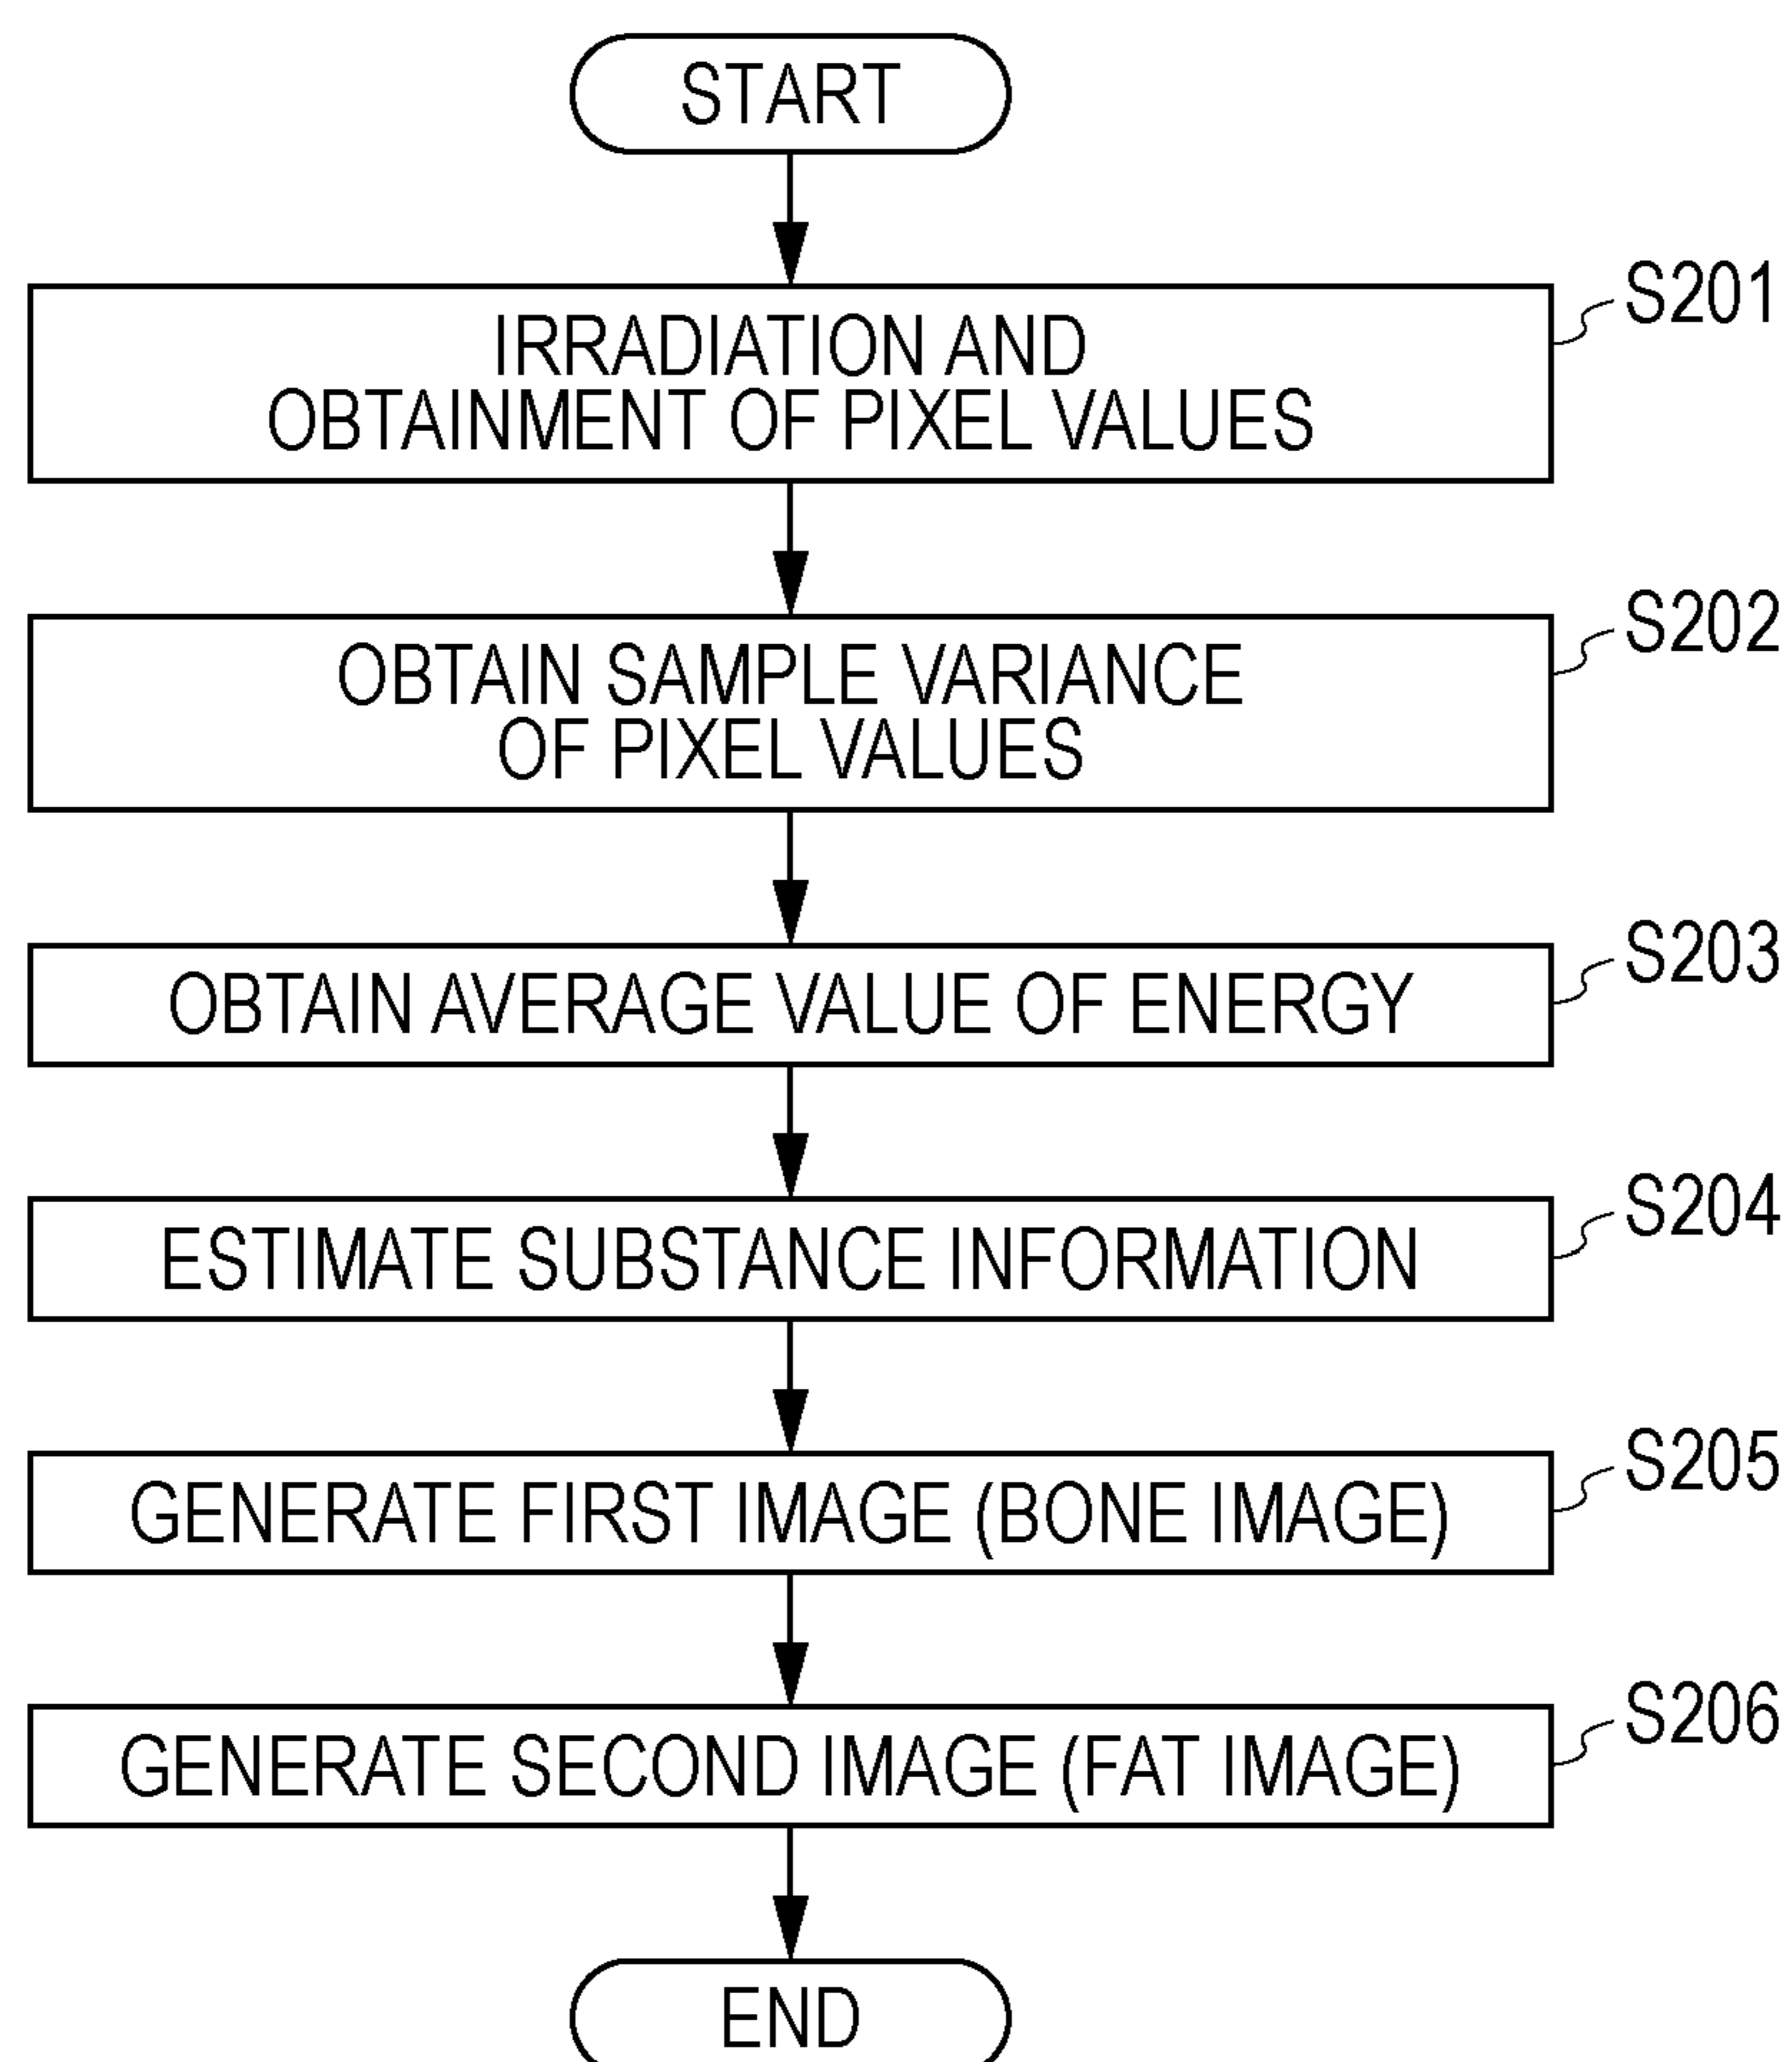 START
S201
IRRADIATION AND
OBTAINMENT OF PIXEL VALUES
S202
OBTAIN SAMPLE VARIANCE
OF PIXEL VALUES
S203
OBTAIN AVERAGE VALUE OF ENERGY
S204
ESTIMATE SUBSTANCE INFORMATION
S205
GENERATE FIRST IMAGE (BONE IMAGE)
S206
GENERATE SECOND IMAGE (FAT IMAGE)
END